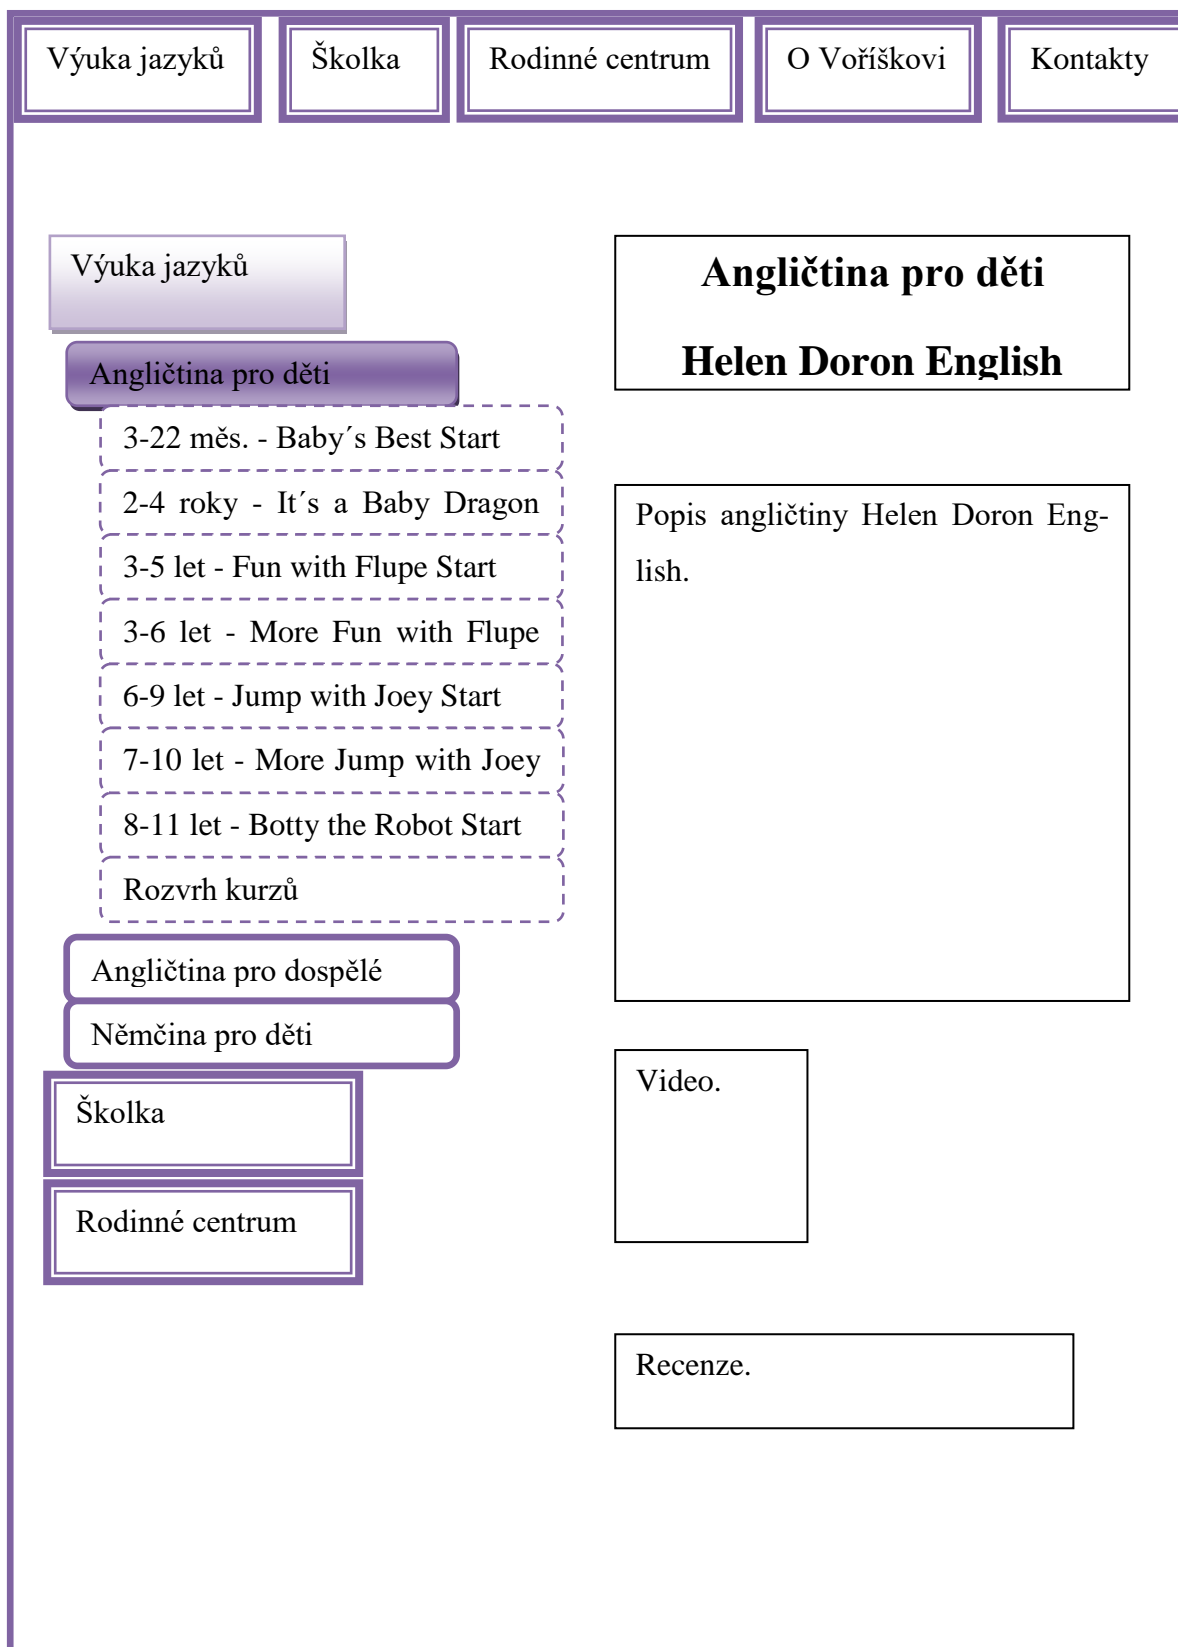 Výuka jazyků
Školka
Rodinné centrum
O Voříškovi
Kontakty
Výuka jazyků
Angličtina pro děti
3-22 měs. - Baby´s Best Start
2-4 roky - It´s a Baby Dragon
3-5 let - Fun with Flupe Start
3-6 let - More Fun with Flupe
6-9 let - Jump with Joey Start
7-10 let - More Jump with Joey
8-11 let - Botty the Robot Start
Rozvrh kurzů
Angličtina pro dospělé
Němčina pro děti
Školka
Rodinné centrum
Angličtina pro děti
Helen Doron English
Popis angličtiny Helen Doron Eng-
lish.
Video.
Recenze.